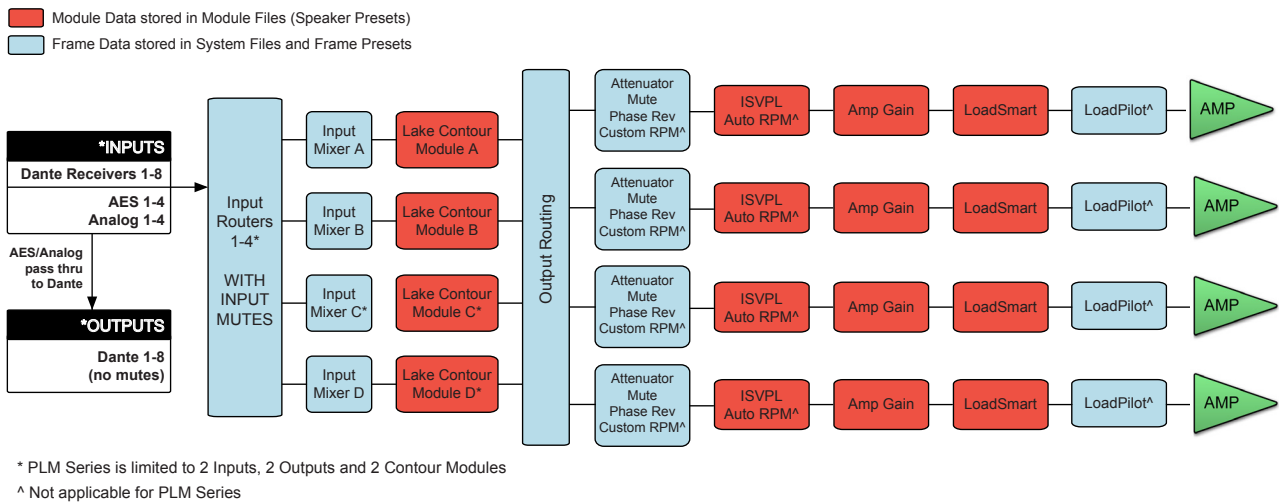 Module Data stored in Module Files (Speaker Presets)
Frame Data stored in System Files and Frame Presets
*INPUTS
Dante Receivers 1-8
AES 1-4
Analog 1-4
AES/Analog
pass thru
to Dante
*OUTPUTS
Dante 1-8
(no mutes)
Input
Routers
1-4*
WITH
INPUT
MUTES
Input
Mixer A
Lake Contour
Module A
Input
Mixer B
Lake Contour
Module B
Input
Mixer C*
Lake Contour
Module C*
Input
Mixer D
Lake Contour
Module D*
Output Routing
Attenuator
Mute
Phase Rev
Custom RPM^
ISVPL
Auto RPM^
Amp Gain
LoadSmart
LoadPilot^
AMP
Attenuator
Mute
Phase Rev
Custom RPM^
ISVPL
Auto RPM^
Amp Gain
LoadSmart
LoadPilot^
AMP
Attenuator
Mute
Phase Rev
Custom RPM^
ISVPL
Auto RPM^
Amp Gain
LoadSmart
LoadPilot^
AMP
Attenuator
Mute
Phase Rev
Custom RPM^
ISVPL
Auto RPM^
Amp Gain
LoadSmart
LoadPilot^
AMP
* PLM Series is limited to 2 Inputs, 2 Outputs and 2 Contour Modules
^ Not applicable for PLM Series